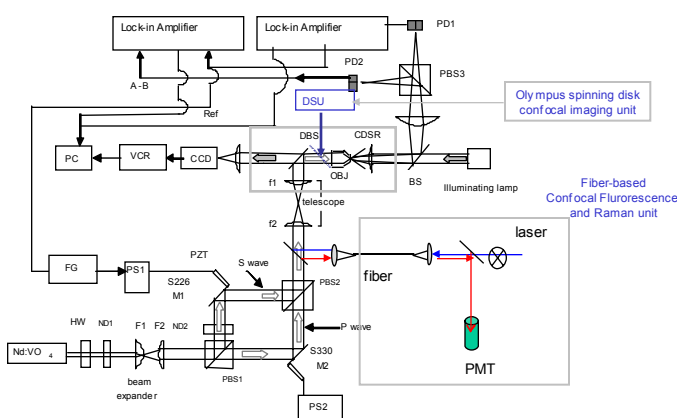 Lock-in Amplifier
Lock-in Amplifier
PD1
PD2
PBS3
A-B
DSU
Olympus spinning disk
confocal imaging unit
Ref
DBS
CDSR
PC
VCR
CCD
OBJ
BS
Illuminating lamp
f1
telescope
Fiber-based
Confocal Flurorescence
and Raman unit
f2
laser
PZT
S wave
FG
PS1
fiber
S226
M1
PBS2
HW
ND1
F1
F2
ND2
P wave
Nd:VO 4
PBS1
S330
M2
PMT
beam
expander
PS2